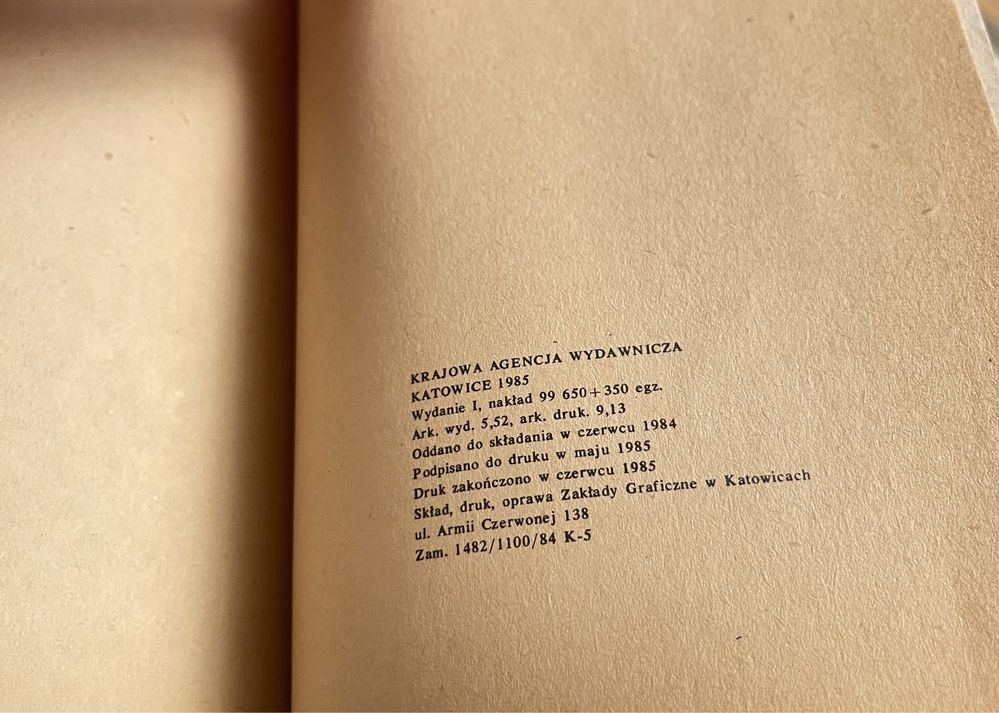 KRAJOWA AGENCJA WYDAWNICZA
KATOWICE 1985
Wydanie I, nakład 99 650+350 egz.
Ark. wyd. 5,52, ark. druk. 9,13
Oddano do składania w czerwcu 1984
Podpisano do druku w maju 1985
Druk zakończono w czerwcu 1985
Skład, druk, oprawa Zakłady Graficzne w Katowicach
ul. Armii Czerwonej 138
Zam. 1482/1100/84 K-5